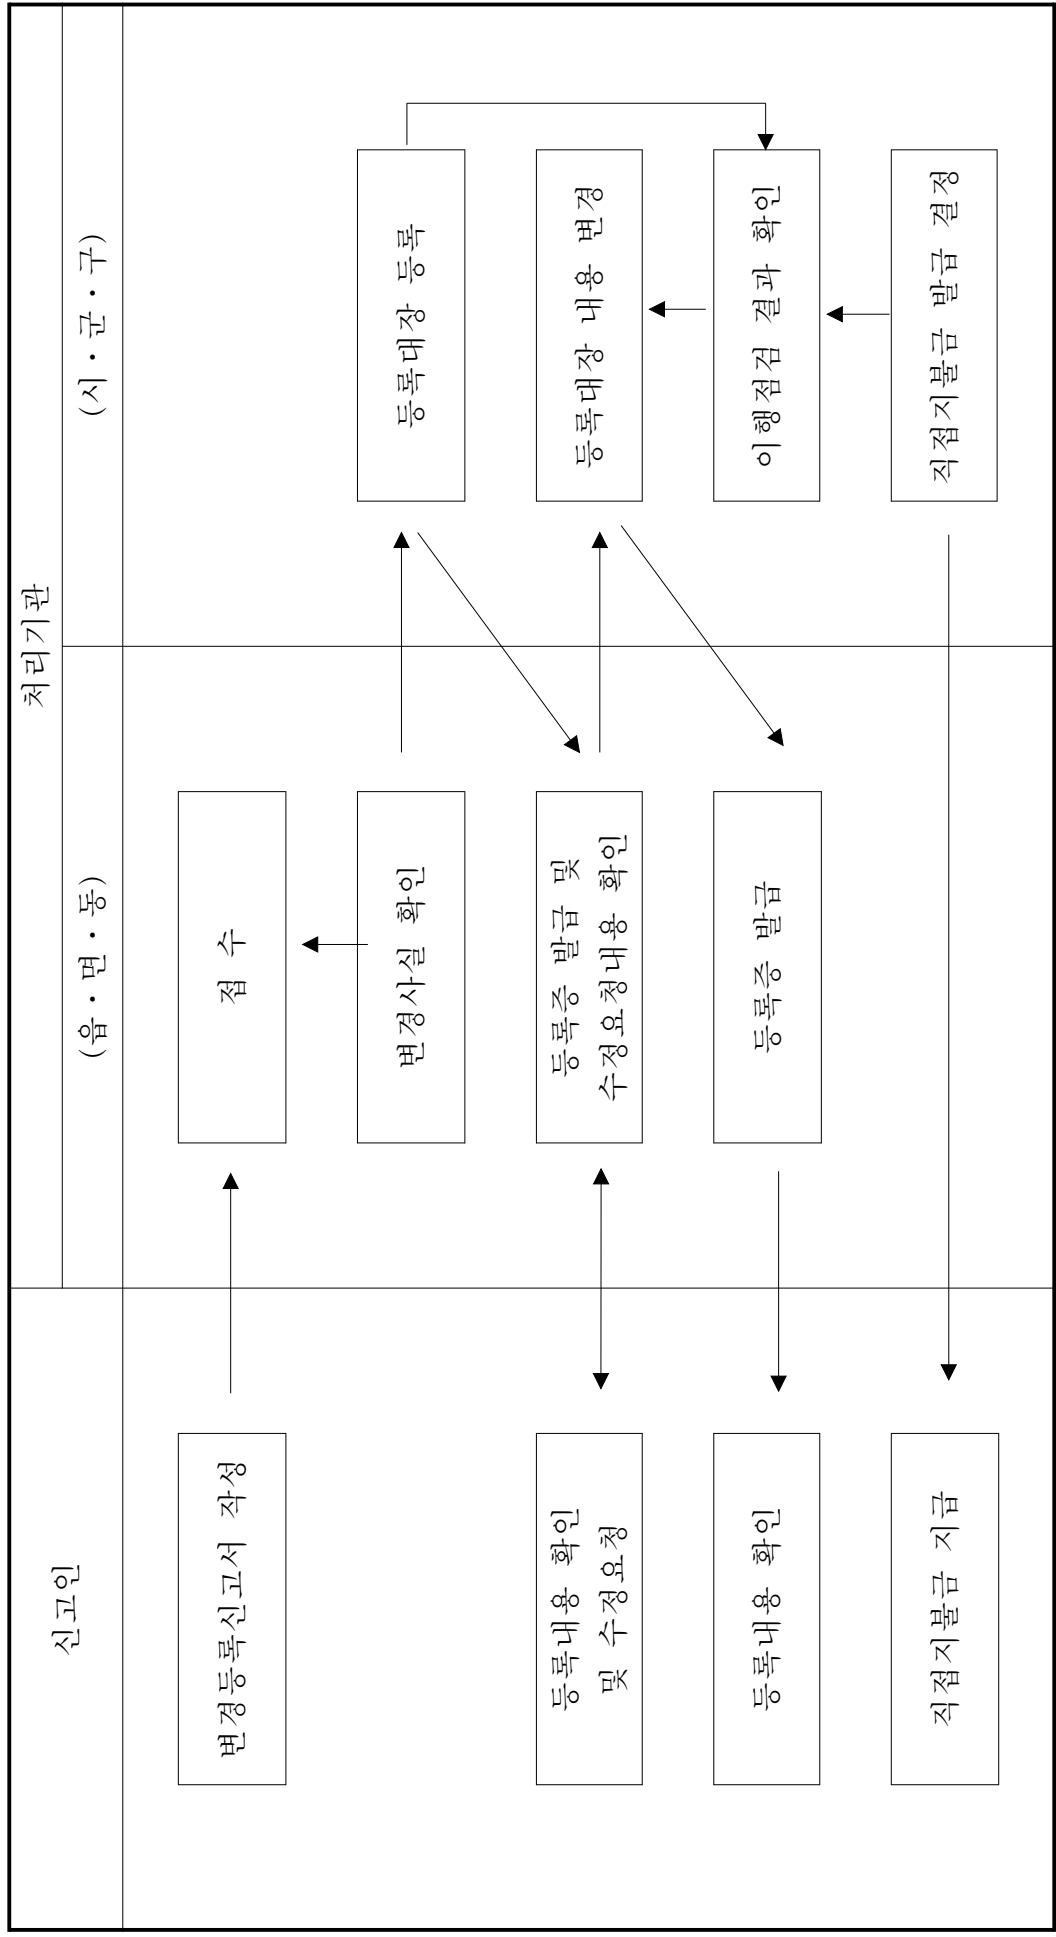 신고인
처리기관
(읍·면·동)
(시·군·구)
변경등록신고서 작성
접 수
변경사실 확인
등록대장 등록
등록내용 확인
및 수정요청
등록증 발급 및
수정요청내용 확인
등록대장 내용 변경
등록내용 확인
등록증 발급
이행점검 결과 확인
직접지불금 지급
직접지불금 발급 결정